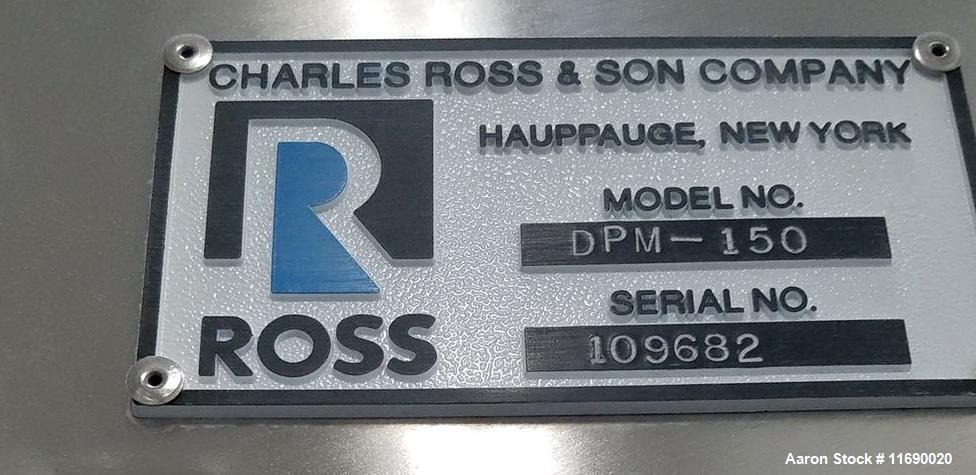 CHARLES ROSS & SON COMPANY
HAUPPAUGE, NEW YORK
R
ROSS
MODEL NO.
DPM-150
SERIAL NO.
109682
Aaron Stock # 11690020